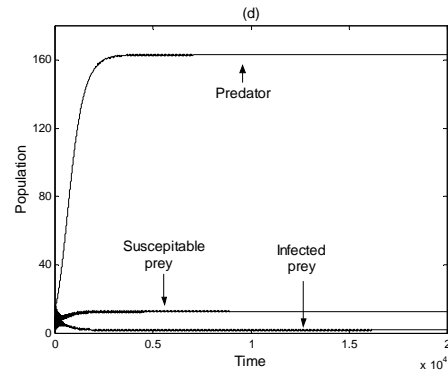 (d)
160
120
80
40
0
Population
Predator
Suscepitable
prey
Infected
prey
0 0.5 1 1.5 2
Time
x 10⁴